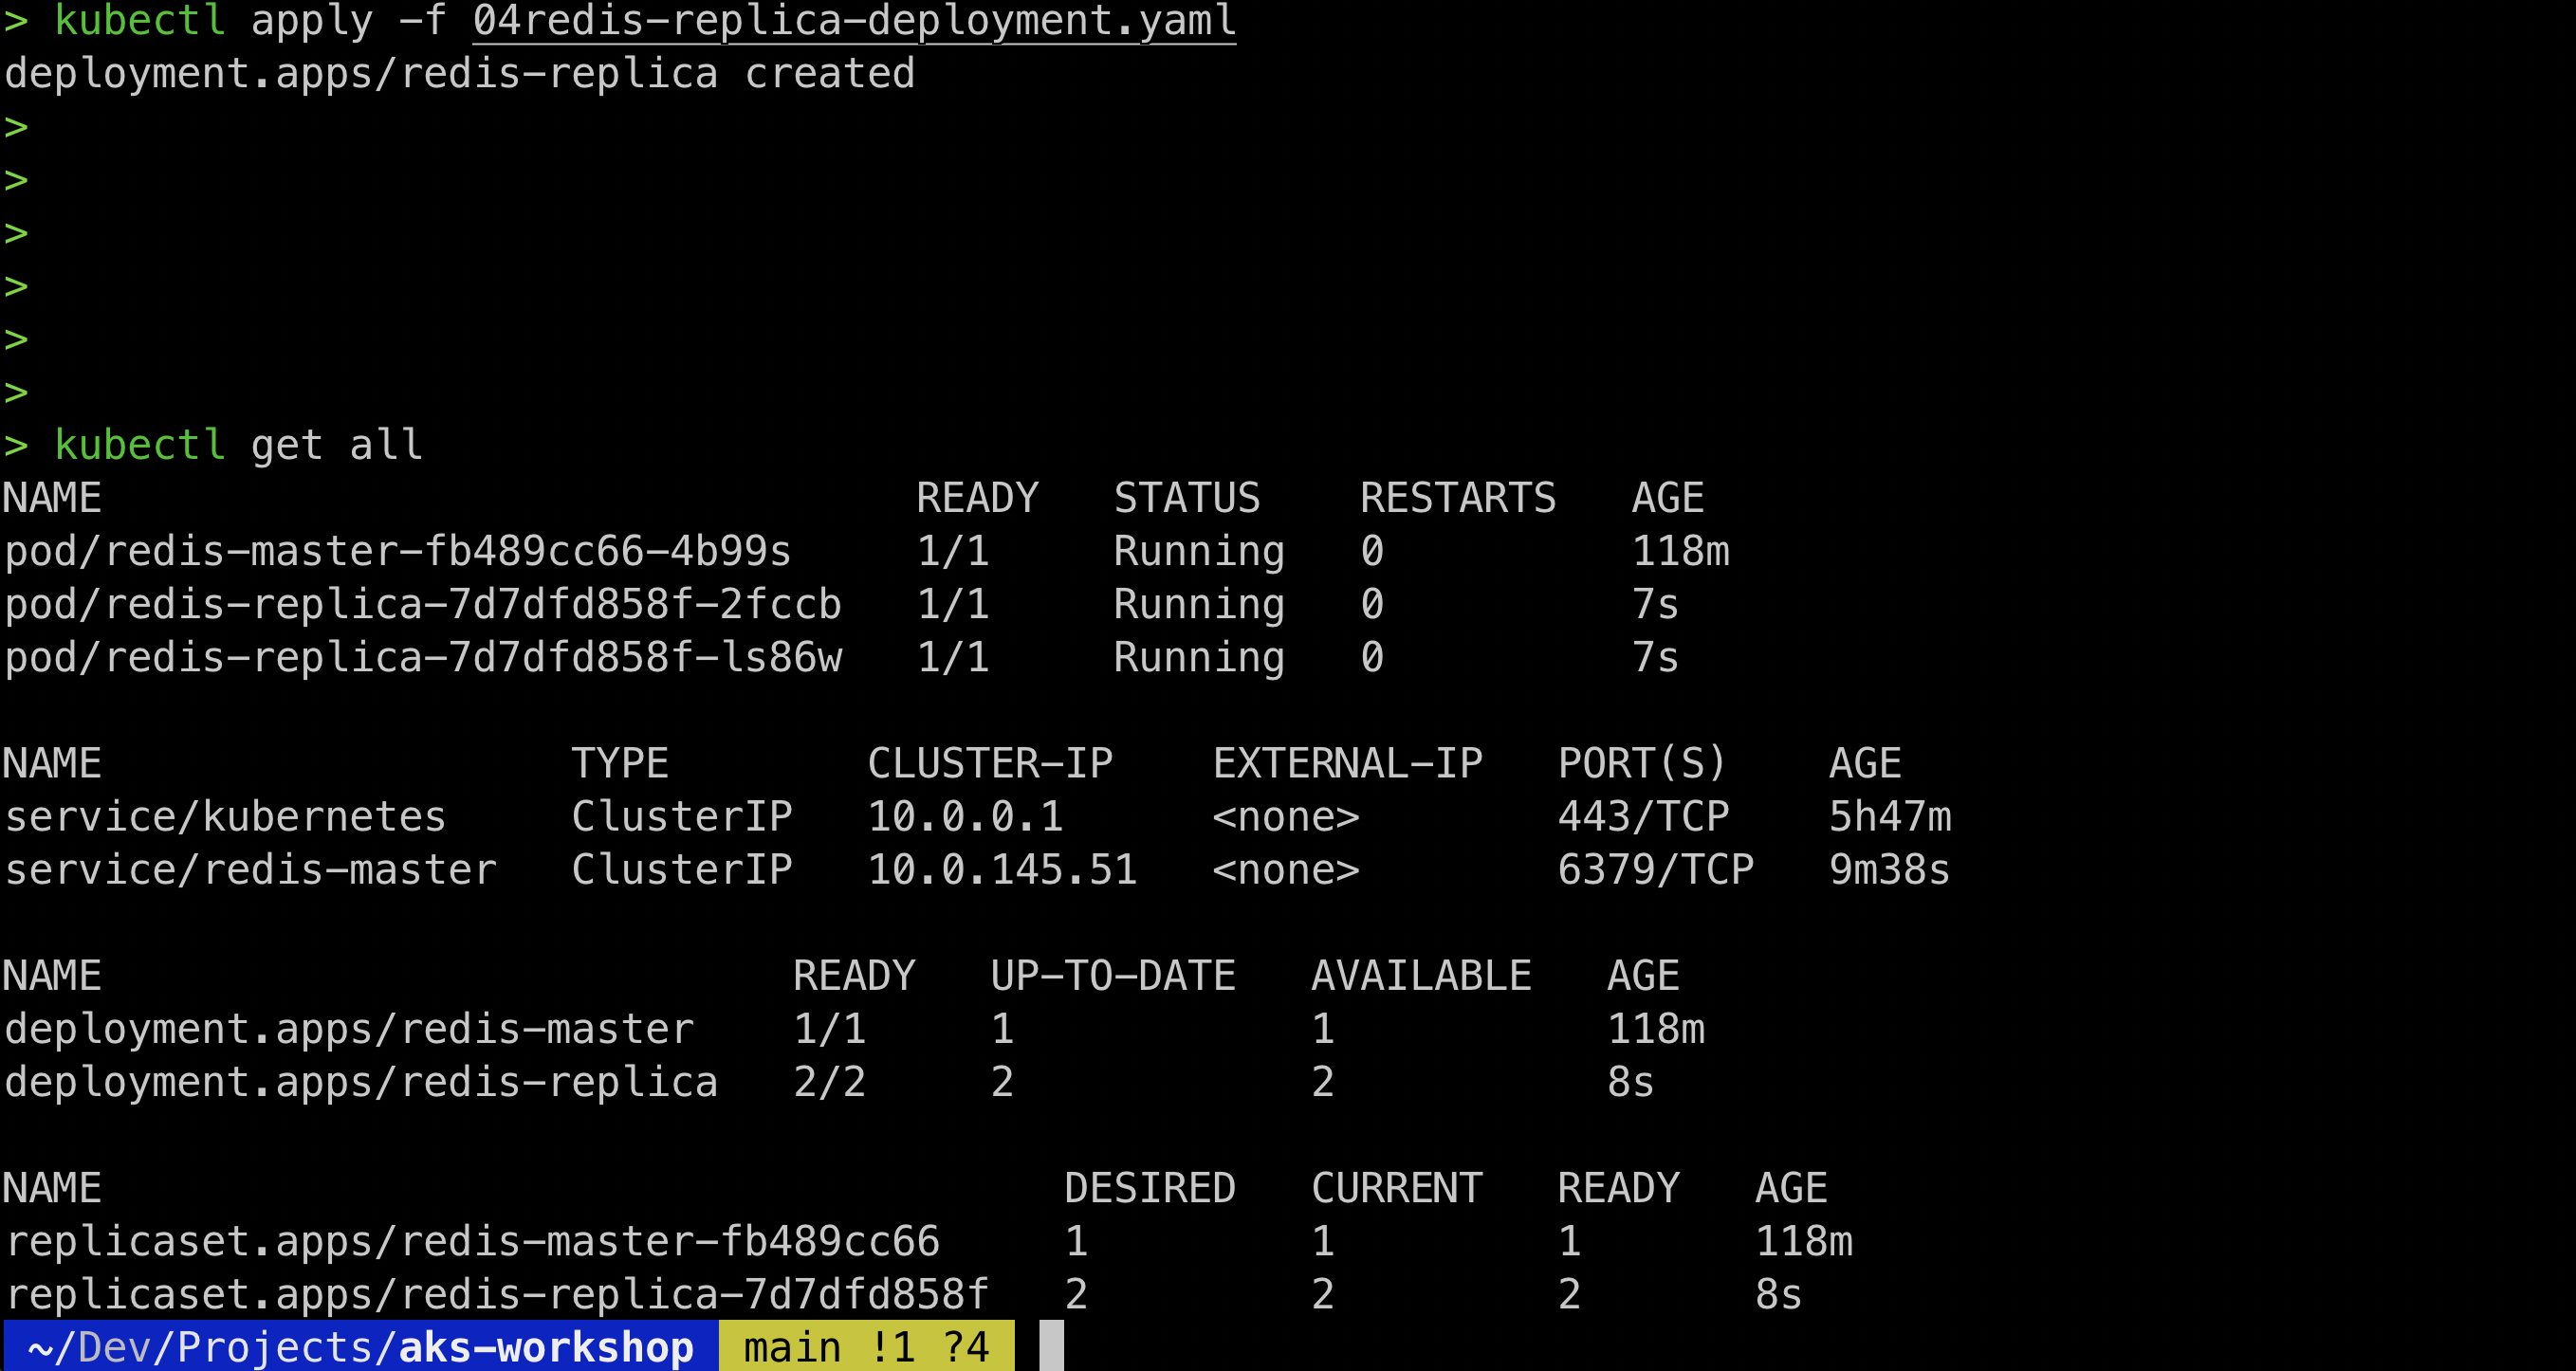 > kubectl apply -f 04redis-replica-deployment.yaml
deployment.apps/redis-replica created
>
>
>
>
>
>
> kubectl get all
NAME                                 READY   STATUS    RESTARTS   AGE
pod/redis-master-fb489cc66-4b99s     1/1     Running   0          118m
pod/redis-replica-7d7dfd858f-2fccb   1/1     Running   0          7s
pod/redis-replica-7d7dfd858f-ls86w   1/1     Running   0          7s

NAME                   TYPE        CLUSTER-IP    EXTERNAL-IP   PORT(S)    AGE
service/kubernetes     ClusterIP   10.0.0.1      <none>        443/TCP    5h47m
service/redis-master   ClusterIP   10.0.145.51   <none>        6379/TCP   9m38s

NAME                            READY   UP-TO-DATE   AVAILABLE   AGE
deployment.apps/redis-master    1/1     1            1           118m
deployment.apps/redis-replica   2/2     2            2           8s

NAME                                       DESIRED   CURRENT   READY   AGE
replicaset.apps/redis-master-fb489cc66     1         1         1       118m
replicaset.apps/redis-replica-7d7dfd858f   2         2         2       8s
~/Dev/Projects/aks-workshop  main !1 ?4